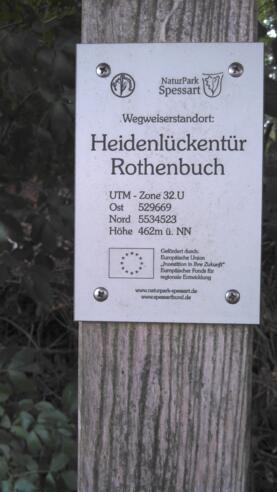 NaturPark
Spessart
Wegweiserstandort:
Heidenlückentür
Rothenbuch
UTM - Zone 32.U
Ost 529669
Nord 5534523
Höhe 462m ü. NN
Gefördert durch:
Europäische Union
„Investition in Ihre Zukunft"
Europäischer Fonds für
regionale Entwicklung
www.naturpark-spessart.de
www.spessartbund.de